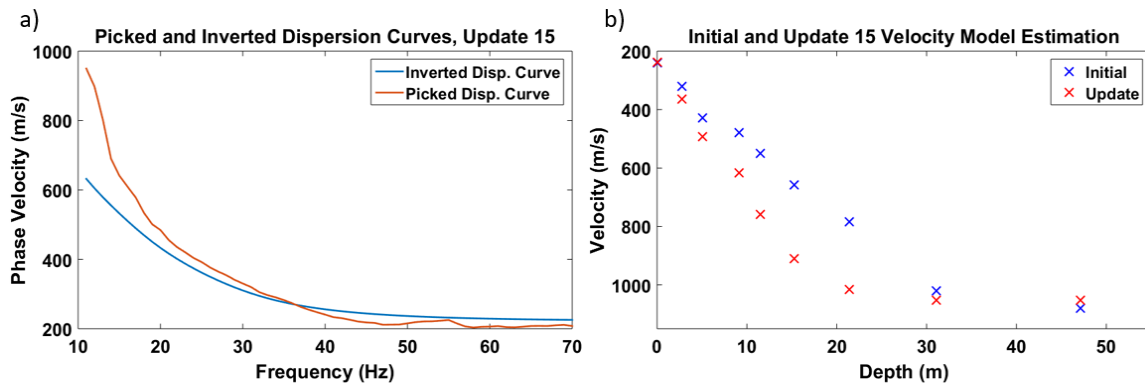 a)
Picked and Inverted Dispersion Curves, Update 15
1000
800
600
400
200
10
20
30
40
50
60
70
Phase Velocity (m/s)
Frequency (Hz)
Inverted Disp. Curve
Picked Disp. Curve
b)
Initial and Update 15 Velocity Model Estimation
200
400
600
800
1000
0
10
20
30
40
50
Velocity (m/s)
Depth (m)
Initial
Update